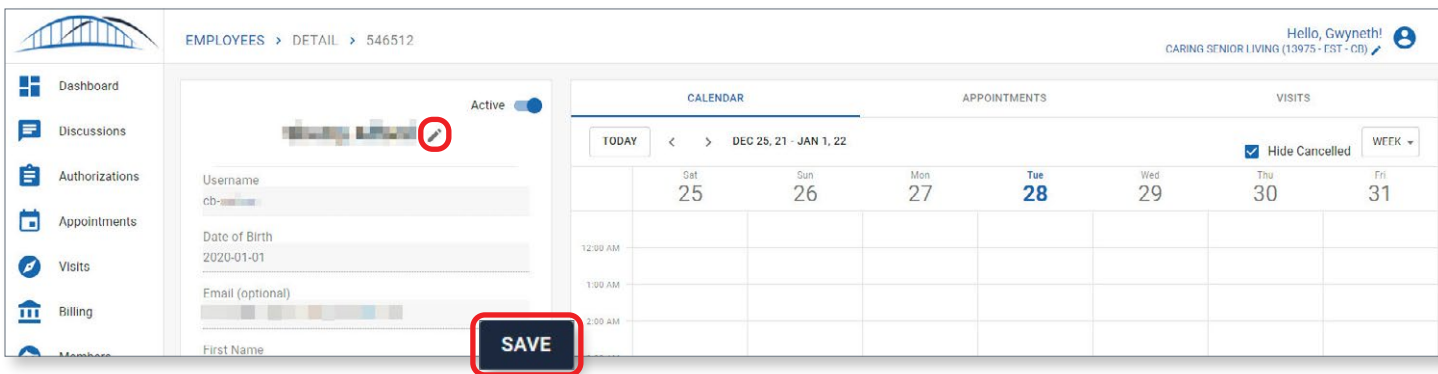 EMPLOYEES > DETAIL > 546512
Hello, Gwyneth!
CARING SENIOR LIVING (13975 - EST - CB)
Dashboard
Discussions
Authorizations
Appointments
Visits
Billing
Members
Active
Username
cb-
Date of Birth
2020-01-01
Email (optional)
First Name
SAVE
CALENDAR APPOINTMENTS VISITS
TODAY < > DEC 25, 21 - JAN 1, 22
Hide Cancelled WEEK
Sat Sun Mon Tue Wed Thu Fri
25 26 27 28 29 30 31
12:00 AM
1:00 AM
2:00 AM